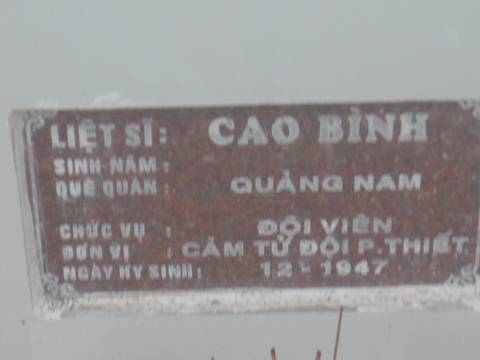 LIỆT SĨ: CAO BÌNH
SINH NĂM:
QUÊ QUÁN: QUẢNG NAM
CHỨC VỤ : ĐỘI VIÊN
ĐƠN VỊ : CẢM TỬ ĐỘI P.THIẾT
NGÀY HY SINH: 12-1947